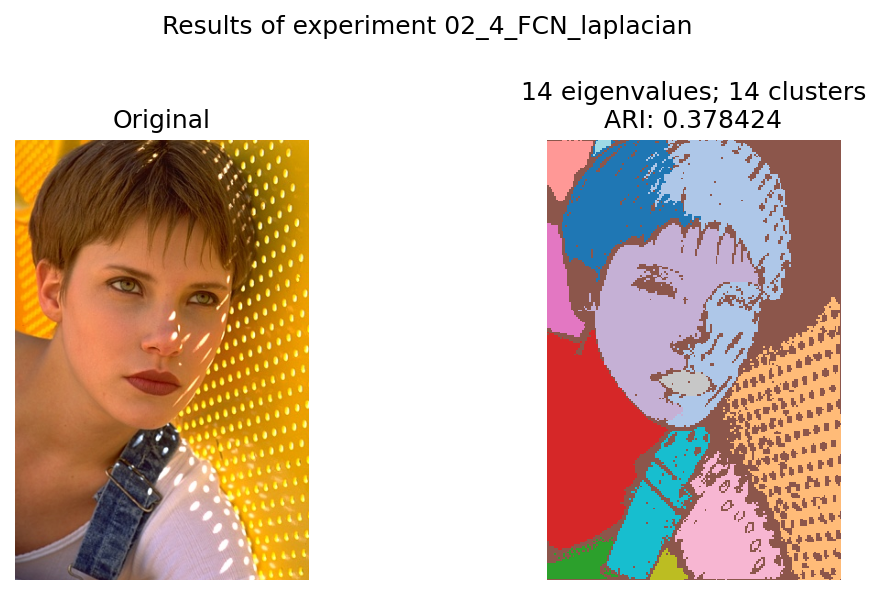 Results of experiment 02_4_FCN_laplacian
Original
14 eigenvalues; 14 clusters
ARI: 0.378424